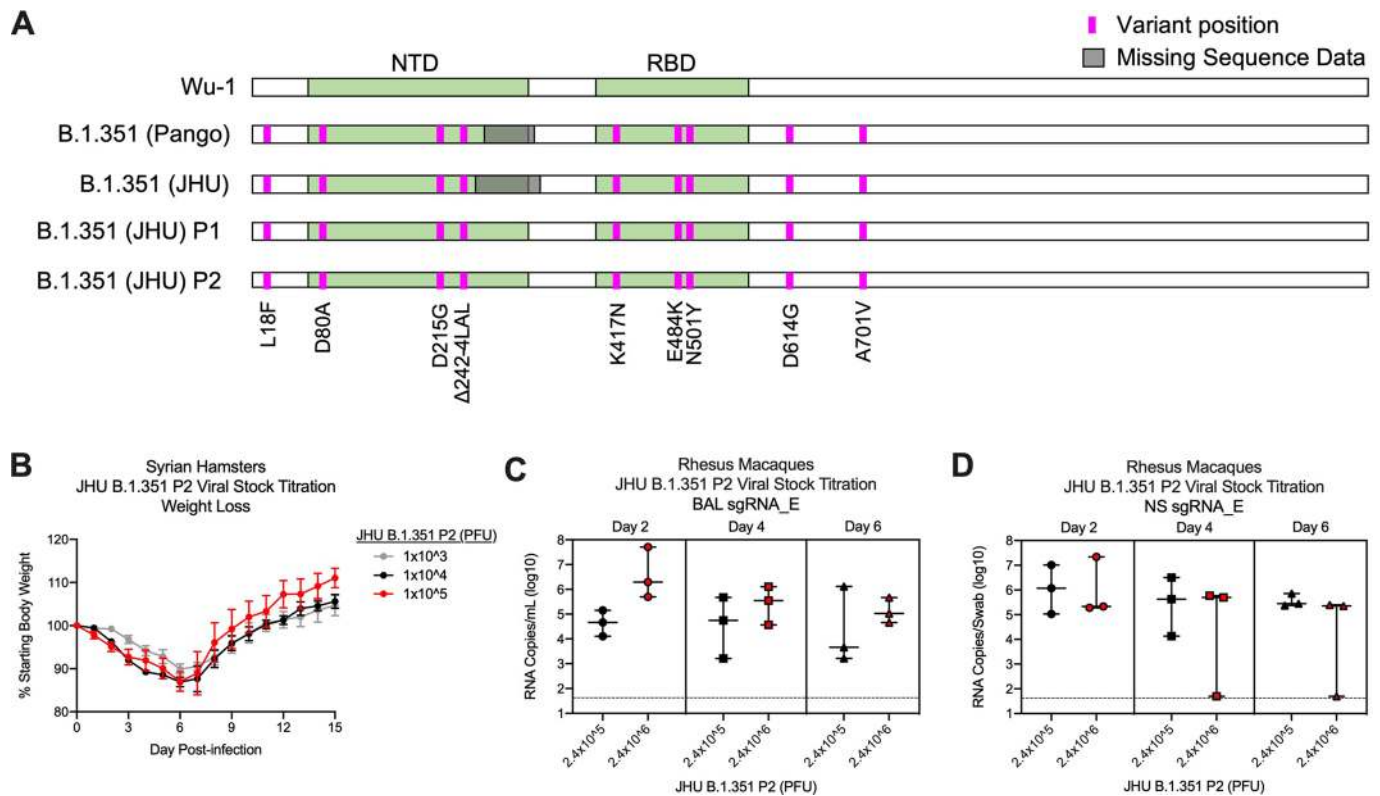 A
Variant position
Missing Sequence Data
NTD
RBD
Wu-1
B.1.351 (Pango)
B.1.351 (JHU)
B.1.351 (JHU) P1
B.1.351 (JHU) P2
L18F
D80A
D215G
Δ242-4LAL
K417N
E484K
N501Y
D614G
A701V
B
Syrian Hamsters
JHU B.1.351 P2 Viral Stock Titration
Weight Loss
JHU B.1.351 P2 (PFU)
1x10^3
1x10^4
1x10^5
% Starting Body Weight
120
110
100
90
80
0 3 6 9 12 15
Day Post-infection
C
Rhesus Macaques
JHU B.1.351 P2 Viral Stock Titration
BAL sgRNA_E
Day 2 Day 4 Day 6
RNA Copies/mL (log10)
8
7
6
5
4
3
2
1
2.4x10^5 2.4x10^6 2.4x10^5 2.4x10^6 2.4x10^5 2.4x10^6
JHU B.1.351 P2 (PFU)
D
Rhesus Macaques
JHU B.1.351 P2 Viral Stock Titration
NS sgRNA_E
Day 2 Day 4 Day 6
RNA Copies/Swab (log10)
8
7
6
5
4
3
2
1
2.4x10^5 2.4x10^6 2.4x10^5 2.4x10^6 2.4x10^5 2.4x10^6
JHU B.1.351 P2 (PFU)